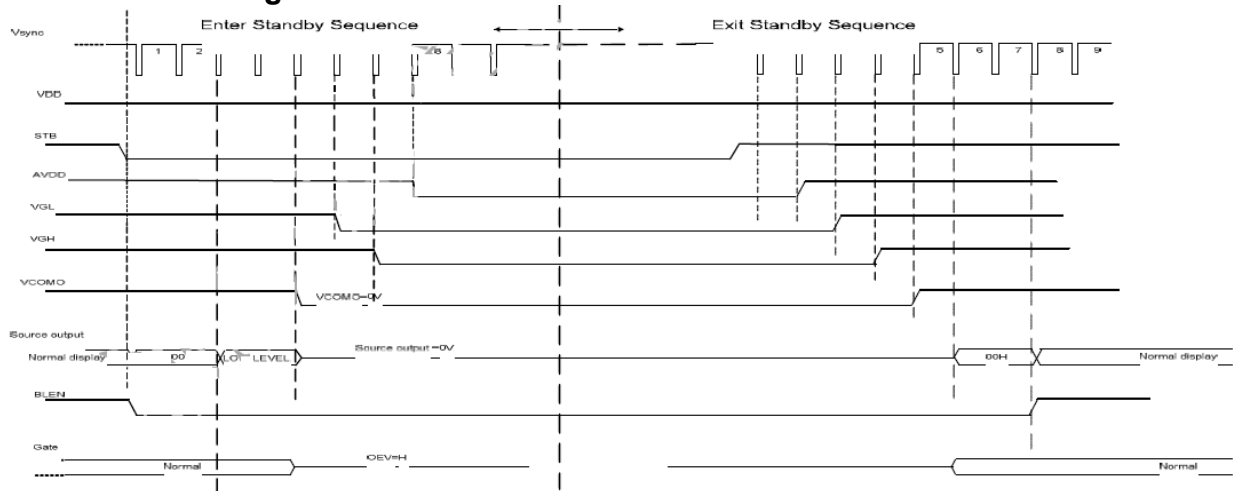 Enter Standby Sequence
Exit Standby Sequence
Vsync
1 2 8 5 6 7 8 9
VDD
STB
AVDD
VGL
VGH
VCOMO
VCOMO=0V
Source output
Normal display
00
LEVEL
Source output =0V
00H
Normal display
BLEN
Gate
Normal
OEV=H
Normal